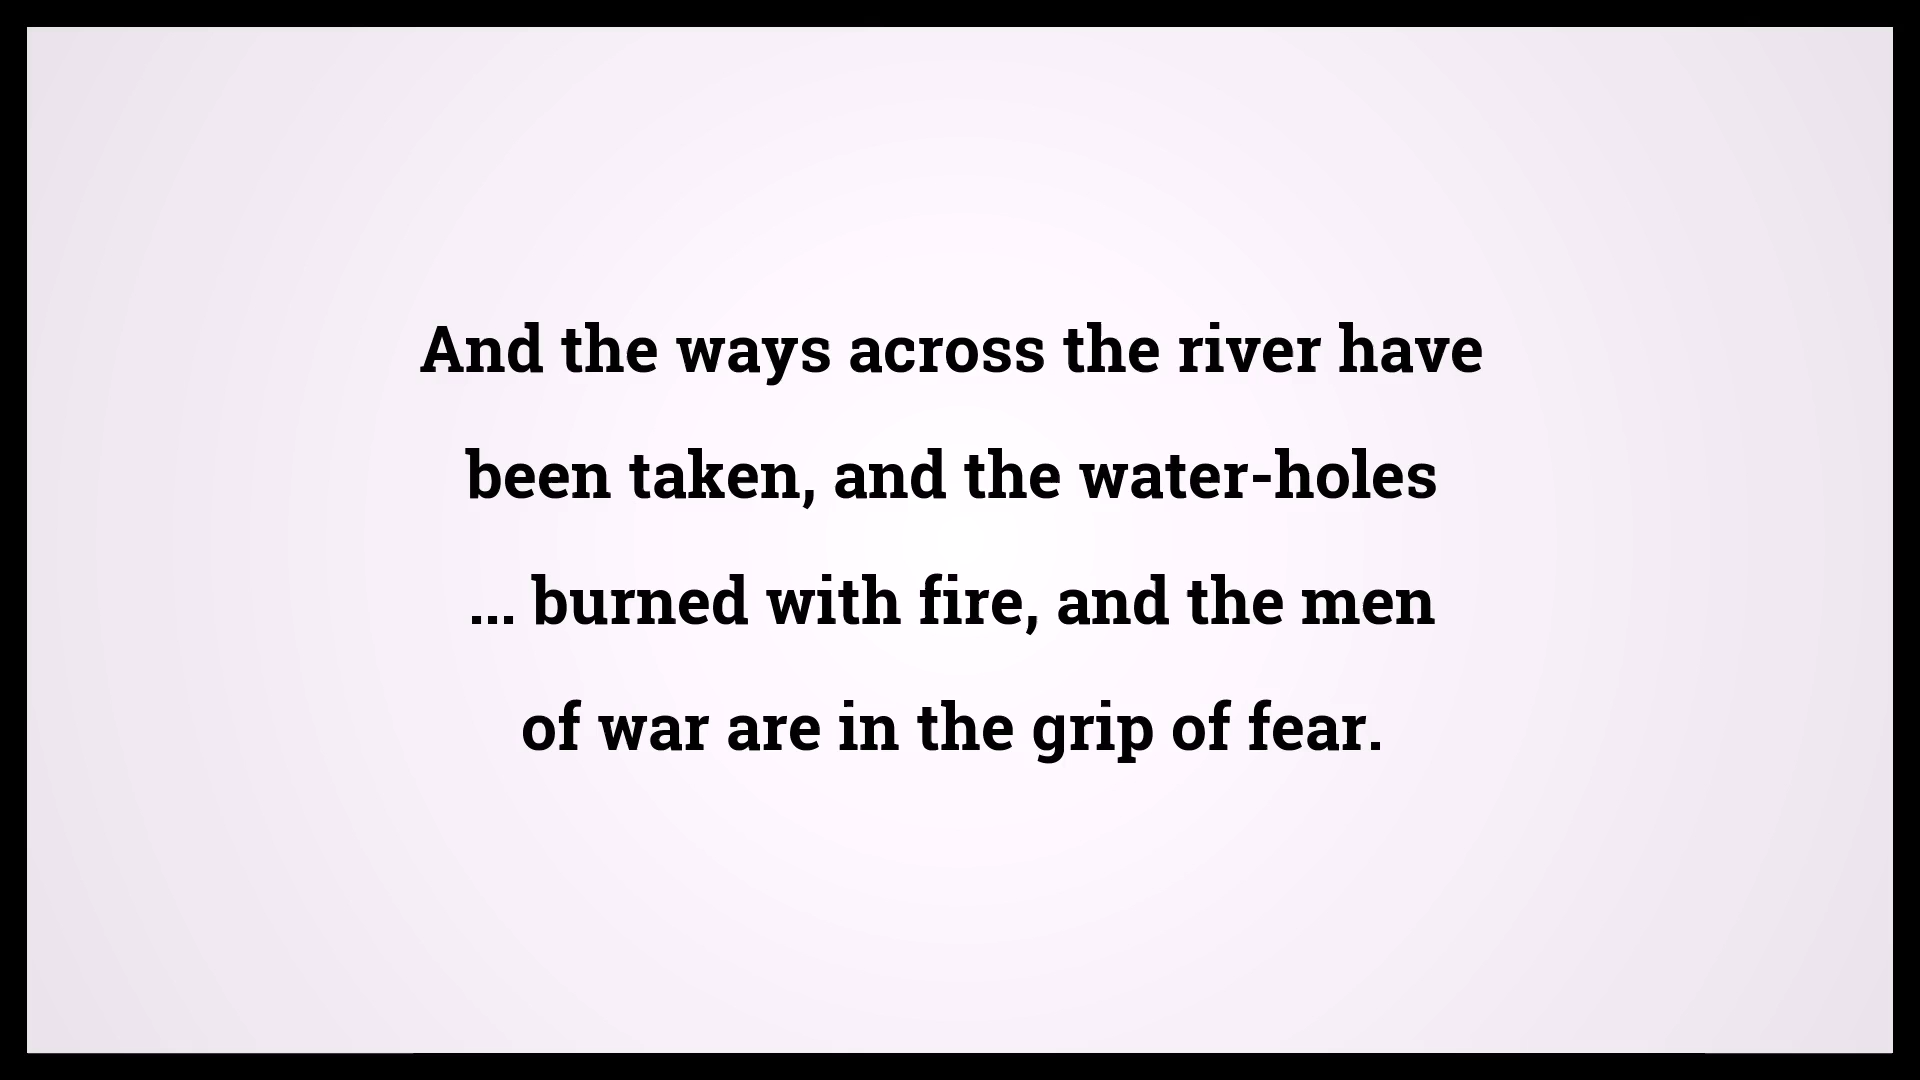 And the ways across the river have
been taken, and the water-holes
... burned with fire, and the men
of war are in the grip of fear.